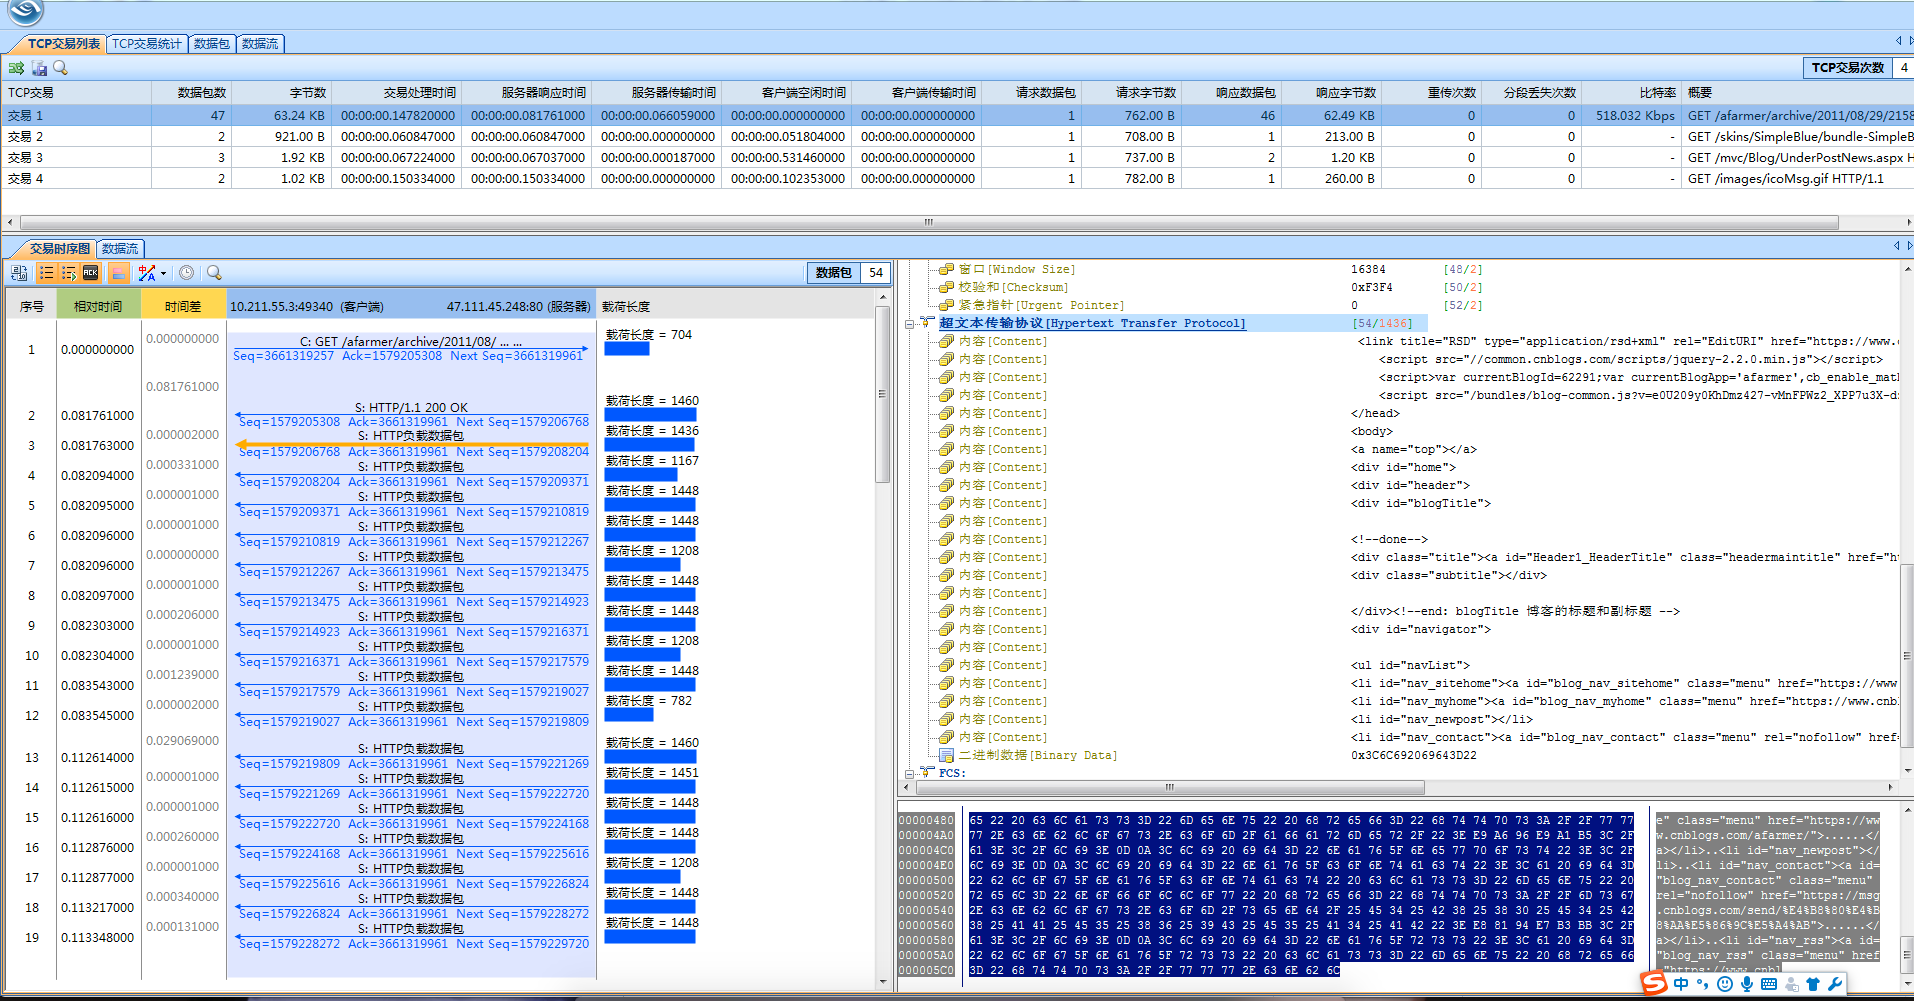 TCP交易列表 TCP交易统计 数据包 数据流
TCP交易次数 4
TCP交易 数据包数 字节数 交易处理时间 服务器响应时间 服务器传输时间 客户端空闲时间 客户端传输时间 请求数据包 请求字节数 响应数据包 响应字节数 重传次数 分段丢失次数 比特率 概要
交易 1 47 63.24 KB 00:00:00.147820000 00:00:00.081761000 00:00:00.066059000 00:00:00.000000000 00:00:00.000000000 1 762.00 B 46 62.49 KB 0 0 518.032 Kbps GET /afarmer/archive/2011/08/29/2158
交易 2 2 921.00 B 00:00:00.060847000 00:00:00.060847000 00:00:00.000000000 00:00:00.051804000 00:00:00.000000000 1 708.00 B 1 213.00 B 0 0 - GET /skins/SimpleBlue/bundle-SimpleB
交易 3 3 1.92 KB 00:00:00.067224000 00:00:00.067037000 00:00:00.000187000 00:00:00.531460000 00:00:00.000000000 1 737.00 B 2 1.20 KB 0 0 - GET /mvc/Blog/UnderPostNews.aspx H
交易 4 2 1.02 KB 00:00:00.150334000 00:00:00.150334000 00:00:00.000000000 00:00:00.102353000 00:00:00.000000000 1 782.00 B 1 260.00 B 0 0 - GET /images/icoMsg.gif HTTP/1.1
交易时序图 数据流
ACK
数据包 54
序号 相对时间 时间差 10.211.55.3:49340 (客户端) 47.111.45.248:80 (服务器) 载荷长度
1 0.000000000 0.000000000 C: GET /afarmer/archive/2011/08/ ... ... 载荷长度 = 704
Seq=3661319257 Ack=1579205308 Next Seq=3661319961
2 0.081761000 0.081761000 S: HTTP/1.1 200 OK 载荷长度 = 1460
Seq=1579205308 Ack=3661319961 Next Seq=1579206768
3 0.081763000 0.000002000 S: HTTP负载数据包 载荷长度 = 1436
Seq=1579206768 Ack=3661319961 Next Seq=1579208204
4 0.082094000 0.000331000 S: HTTP负载数据包 载荷长度 = 1167
Seq=1579208204 Ack=3661319961 Next Seq=1579209371
5 0.082095000 0.000001000 S: HTTP负载数据包 载荷长度 = 1448
Seq=1579209371 Ack=3661319961 Next Seq=1579210819
6 0.082096000 0.000001000 S: HTTP负载数据包 载荷长度 = 1448
Seq=1579210819 Ack=3661319961 Next Seq=1579212267
7 0.082096000 0.000000000 S: HTTP负载数据包 载荷长度 = 1208
Seq=1579212267 Ack=3661319961 Next Seq=1579213475
8 0.082097000 0.000001000 S: HTTP负载数据包 载荷长度 = 1448
Seq=1579213475 Ack=3661319961 Next Seq=1579214923
9 0.082303000 0.000206000 S: HTTP负载数据包 载荷长度 = 1448
Seq=1579214923 Ack=3661319961 Next Seq=1579216371
10 0.082304000 0.000001000 S: HTTP负载数据包 载荷长度 = 1208
Seq=1579216371 Ack=3661319961 Next Seq=1579217579
11 0.083543000 0.001239000 S: HTTP负载数据包 载荷长度 = 1448
Seq=1579217579 Ack=3661319961 Next Seq=1579219027
12 0.083545000 0.000002000 S: HTTP负载数据包 载荷长度 = 782
Seq=1579219027 Ack=3661319961 Next Seq=1579219809
13 0.112614000 0.029069000 S: HTTP负载数据包 载荷长度 = 1460
Seq=1579219809 Ack=3661319961 Next Seq=1579221269
14 0.112615000 0.000001000 S: HTTP负载数据包 载荷长度 = 1451
Seq=1579221269 Ack=3661319961 Next Seq=1579222720
15 0.112616000 0.000001000 S: HTTP负载数据包 载荷长度 = 1448
Seq=1579222720 Ack=3661319961 Next Seq=1579224168
16 0.112876000 0.000260000 S: HTTP负载数据包 载荷长度 = 1448
Seq=1579224168 Ack=3661319961 Next Seq=1579225616
17 0.112877000 0.000001000 S: HTTP负载数据包 载荷长度 = 1208
Seq=1579225616 Ack=3661319961 Next Seq=1579226824
18 0.113217000 0.000340000 S: HTTP负载数据包 载荷长度 = 1448
Seq=1579226824 Ack=3661319961 Next Seq=1579228272
19 0.113348000 0.000131000 S: HTTP负载数据包 载荷长度 = 1448
Seq=1579228272 Ack=3661319961 Next Seq=1579229720
窗口[Window Size] 16384 [48/2]
校验和[Checksum] 0xF3F4 [50/2]
紧急指针[Urgent Pointer] 0 [52/2]
超文本传输协议[Hypertext Transfer Protocol] [54/1436]
内容[Content] <link title="RSD" type="application/rsd+xml" rel="EditURI" href="https://www.c
内容[Content] <script src="//common.cnblogs.com/scripts/jquery-2.2.0.min.js"></script>
内容[Content] <script>var currentBlogId=62291;var currentBlogApp='afarmer',cb_enable_mat
内容[Content] <script src="/bundles/blog-common.js?v=e0U209y0KhDmz427-vMnFPWz2_XPP7u3X-d
内容[Content] </head>
内容[Content] <body>
内容[Content] <a name="top"></a>
内容[Content] <div id="home">
内容[Content] <div id="header">
内容[Content] <div id="blogTitle">
内容[Content]
内容[Content] <!--done-->
内容[Content] <div class="title"><a id="Header1_HeaderTitle" class="headermaintitle" href="ht
内容[Content] <div class="subtitle"></div>
内容[Content]
内容[Content] </div><!--end: blogTitle 博客的标题和副标题 -->
内容[Content] <div id="navigator">
内容[Content]
内容[Content] <ul id="navList">
内容[Content] <li id="nav_sitehome"><a id="blog_nav_sitehome" class="menu" href="https://www
内容[Content] <li id="nav_myhome"><a id="blog_nav_myhome" class="menu" href="https://www.cnb
内容[Content] <li id="nav_newpost"></li>
内容[Content] <li id="nav_contact"><a id="blog_nav_contact" class="menu" rel="nofollow" href=
二进制数据[Binary Data] 0x3C6C692069643D22
FCS:
00000480 65 22 20 63 6C 61 73 73 3D 22 6D 65 6E 75 22 20 68 72 65 66 3D 22 68 74 74 70 73 3A 2F 2F 77 77 e" class="menu" href="https://ww
000004A0 77 2E 63 6E 62 6C 6F 67 73 2E 63 6F 6D 2F 61 66 61 72 6D 65 72 2F 22 3E E9 A6 96 E9 A1 B5 3C 2F w.cnblogs.com/afarmer/">......</
000004C0 61 3E 3C 2F 6C 69 3E 0D 0A 3C 6C 69 20 69 64 3D 22 6E 61 76 5F 6E 65 77 70 6F 73 74 22 3E 3C 2F a></li>..<li id="nav_newpost"></
000004E0 6C 69 3E 0D 0A 3C 6C 69 20 69 64 3D 22 6E 61 76 5F 63 6F 6E 74 61 63 74 22 3E 3C 61 20 69 64 3D li>..<li id="nav_contact"><a id=
00000500 22 62 6C 6F 67 5F 6E 61 76 5F 63 6F 6E 74 61 63 74 22 20 63 6C 61 73 73 3D 22 6D 65 6E 75 22 20 "blog_nav_contact" class="menu"
00000520 72 65 6C 3D 22 6E 6F 66 6F 6C 6C 6F 77 22 20 68 72 65 66 3D 22 68 74 74 70 73 3A 2F 2F 6D 73 67 rel="nofollow" href="https://msg
00000540 2E 63 6E 62 6C 6F 67 73 2E 63 6F 6D 2F 73 65 6E 64 2F 25 45 34 25 42 38 25 38 30 25 45 34 25 42 .cnblogs.com/send/%E4%B8%80%E4%B
00000560 38 25 41 41 25 45 35 25 38 36 25 39 43 25 45 35 25 41 34 25 41 42 22 3E E8 81 94 E7 B3 BB 3C 2F 8%AA%E5%86%9C%E5%A4%AB">......</
00000580 61 3E 3C 2F 6C 69 3E 0D 0A 3C 6C 69 20 69 64 3D 22 6E 61 76 5F 72 73 73 22 3E 3C 61 20 69 64 3D a></li>..<li id="nav_rss"><a id=
000005A0 22 62 6C 6F 67 5F 6E 61 76 5F 72 73 73 22 20 63 6C 61 73 73 3D 22 6D 65 6E 75 22 20 68 72 65 66 "blog_nav_rss" class="menu" href
000005C0 3D 22 68 74 74 70 73 3A 2F 2F 77 77 77 2E 63 6E 62 6C ="https://www.cnbl
中